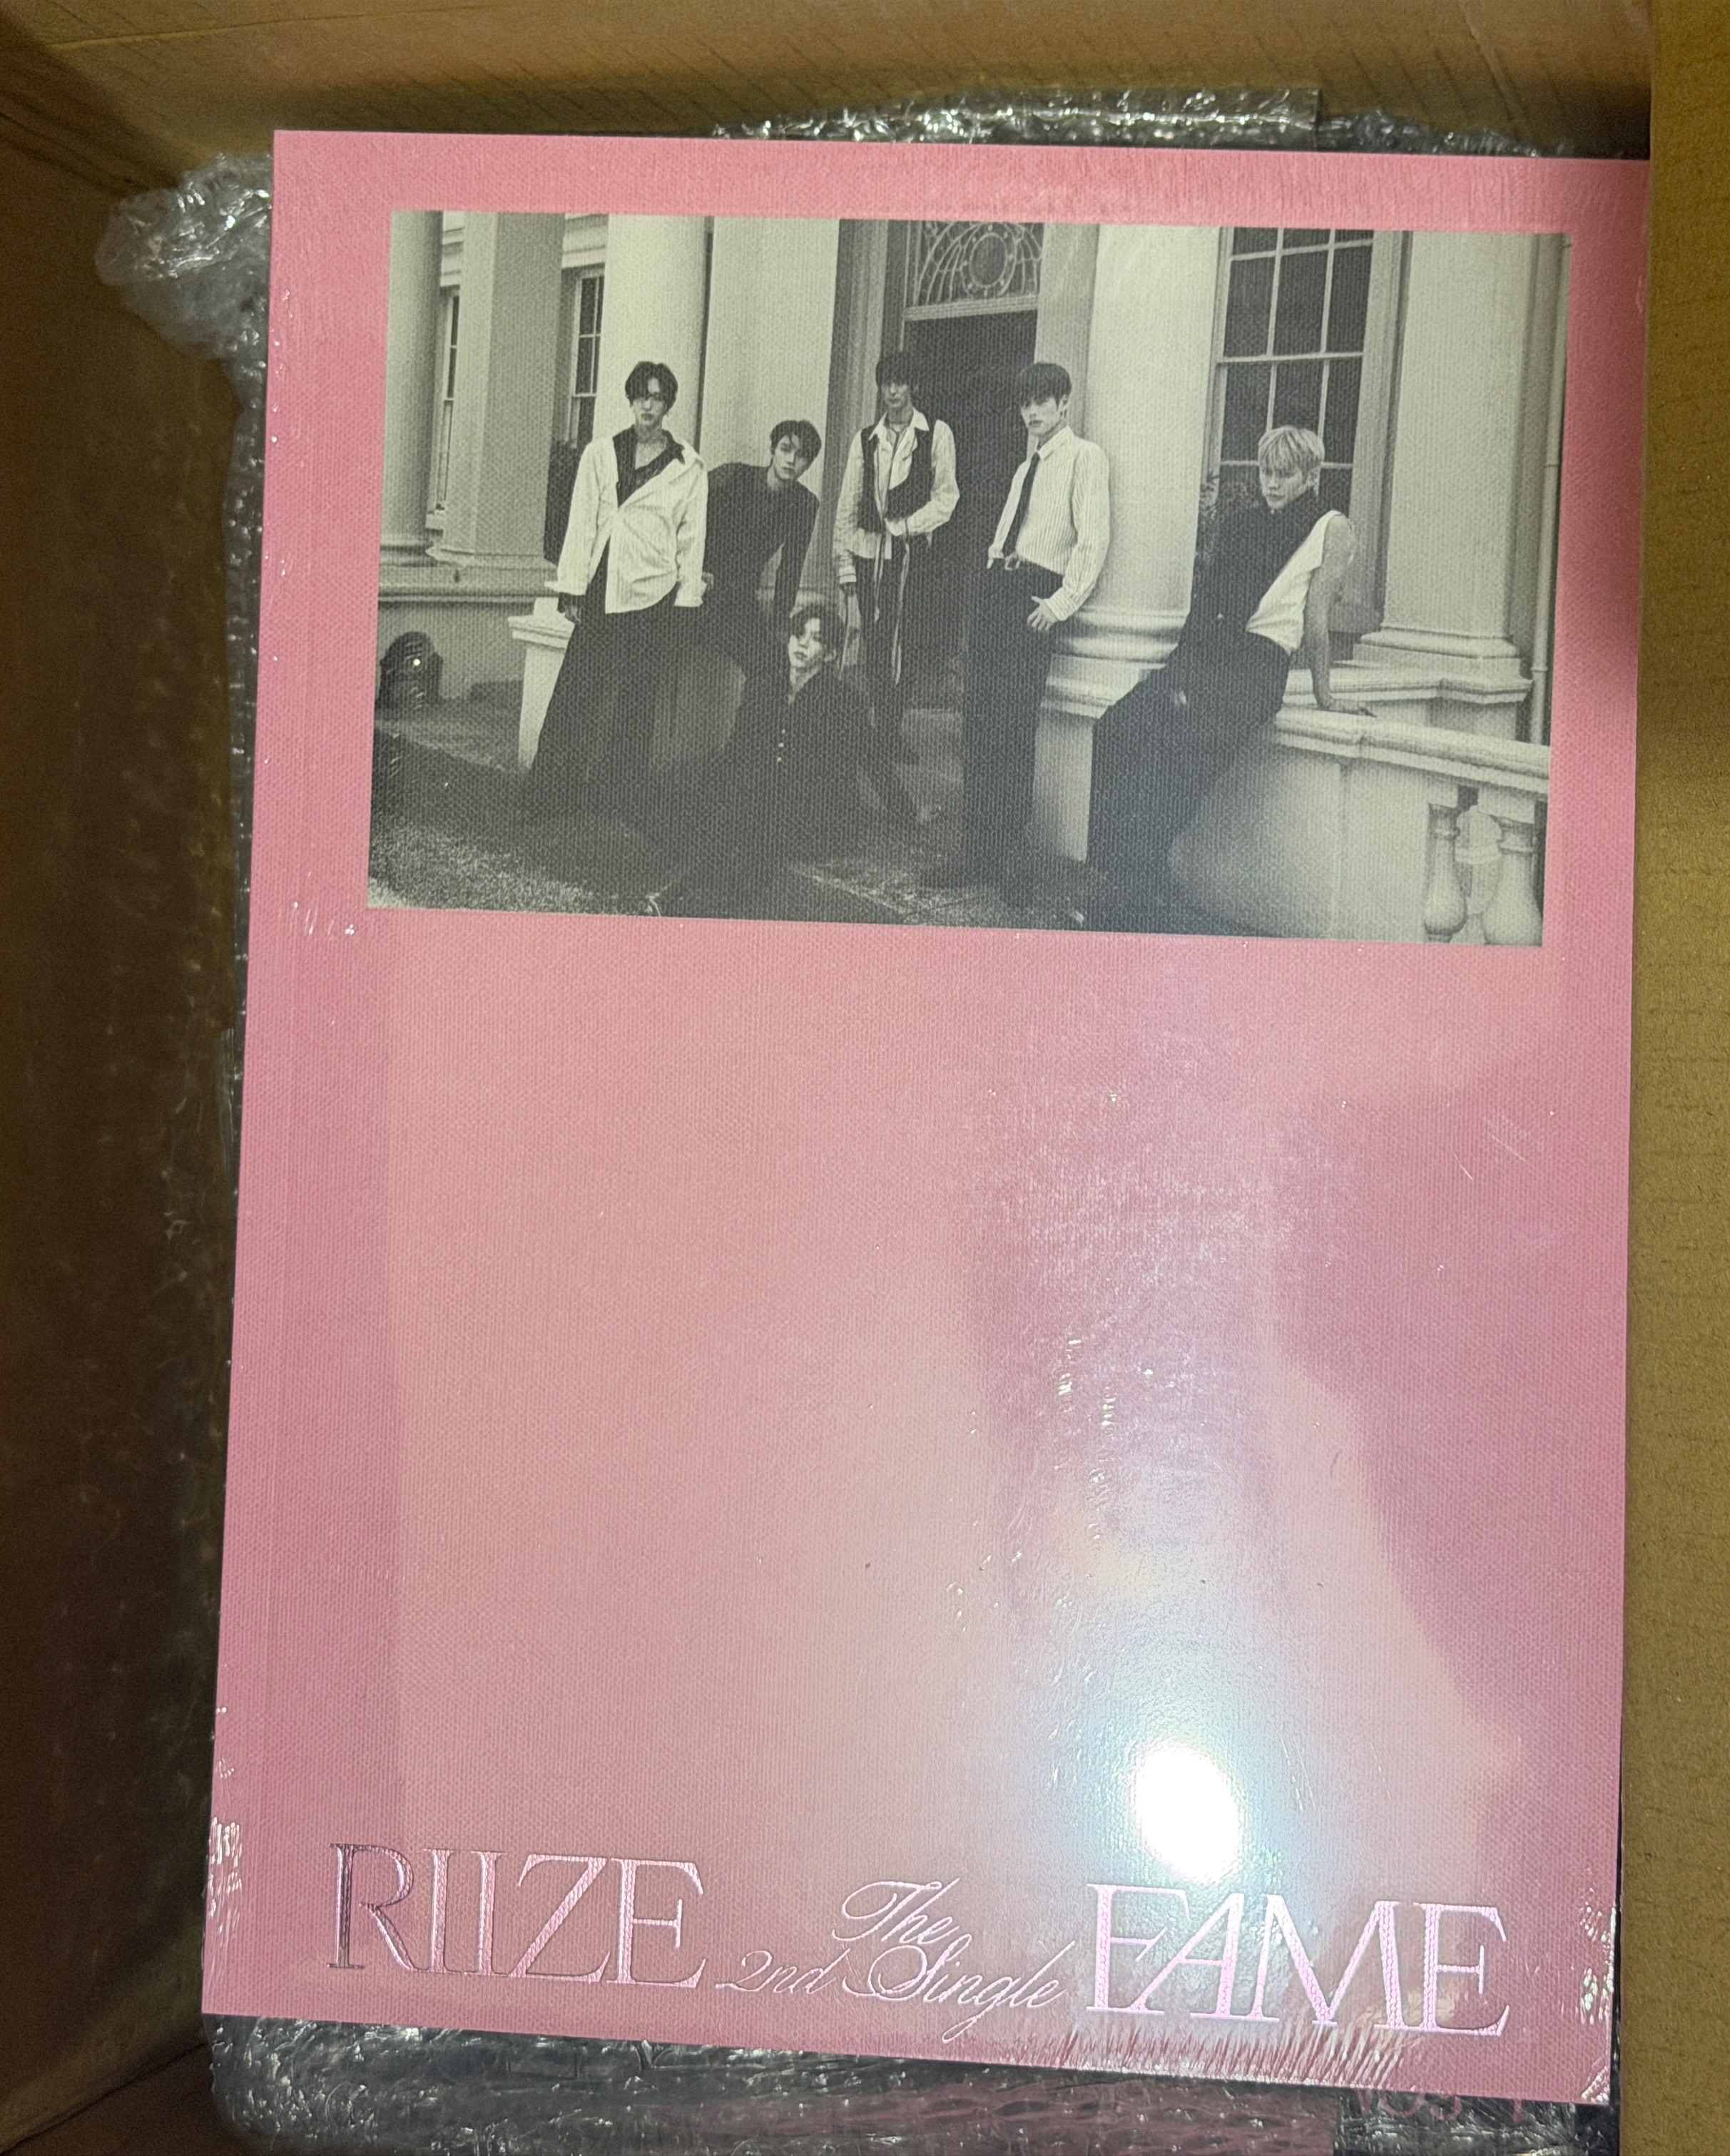 RIIZE The 2nd Single FAME